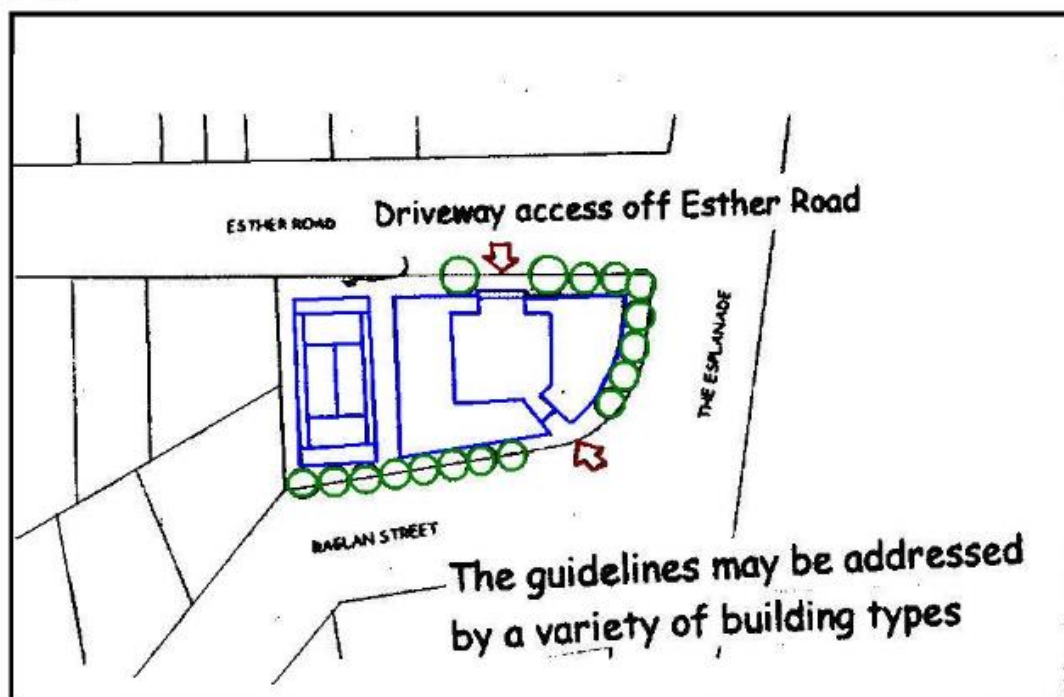 ESTHER ROAD
Driveway access off Esther Road
THE ESPLANADE
RAGLAN STREET
The guidelines may be addressed
by a variety of building types